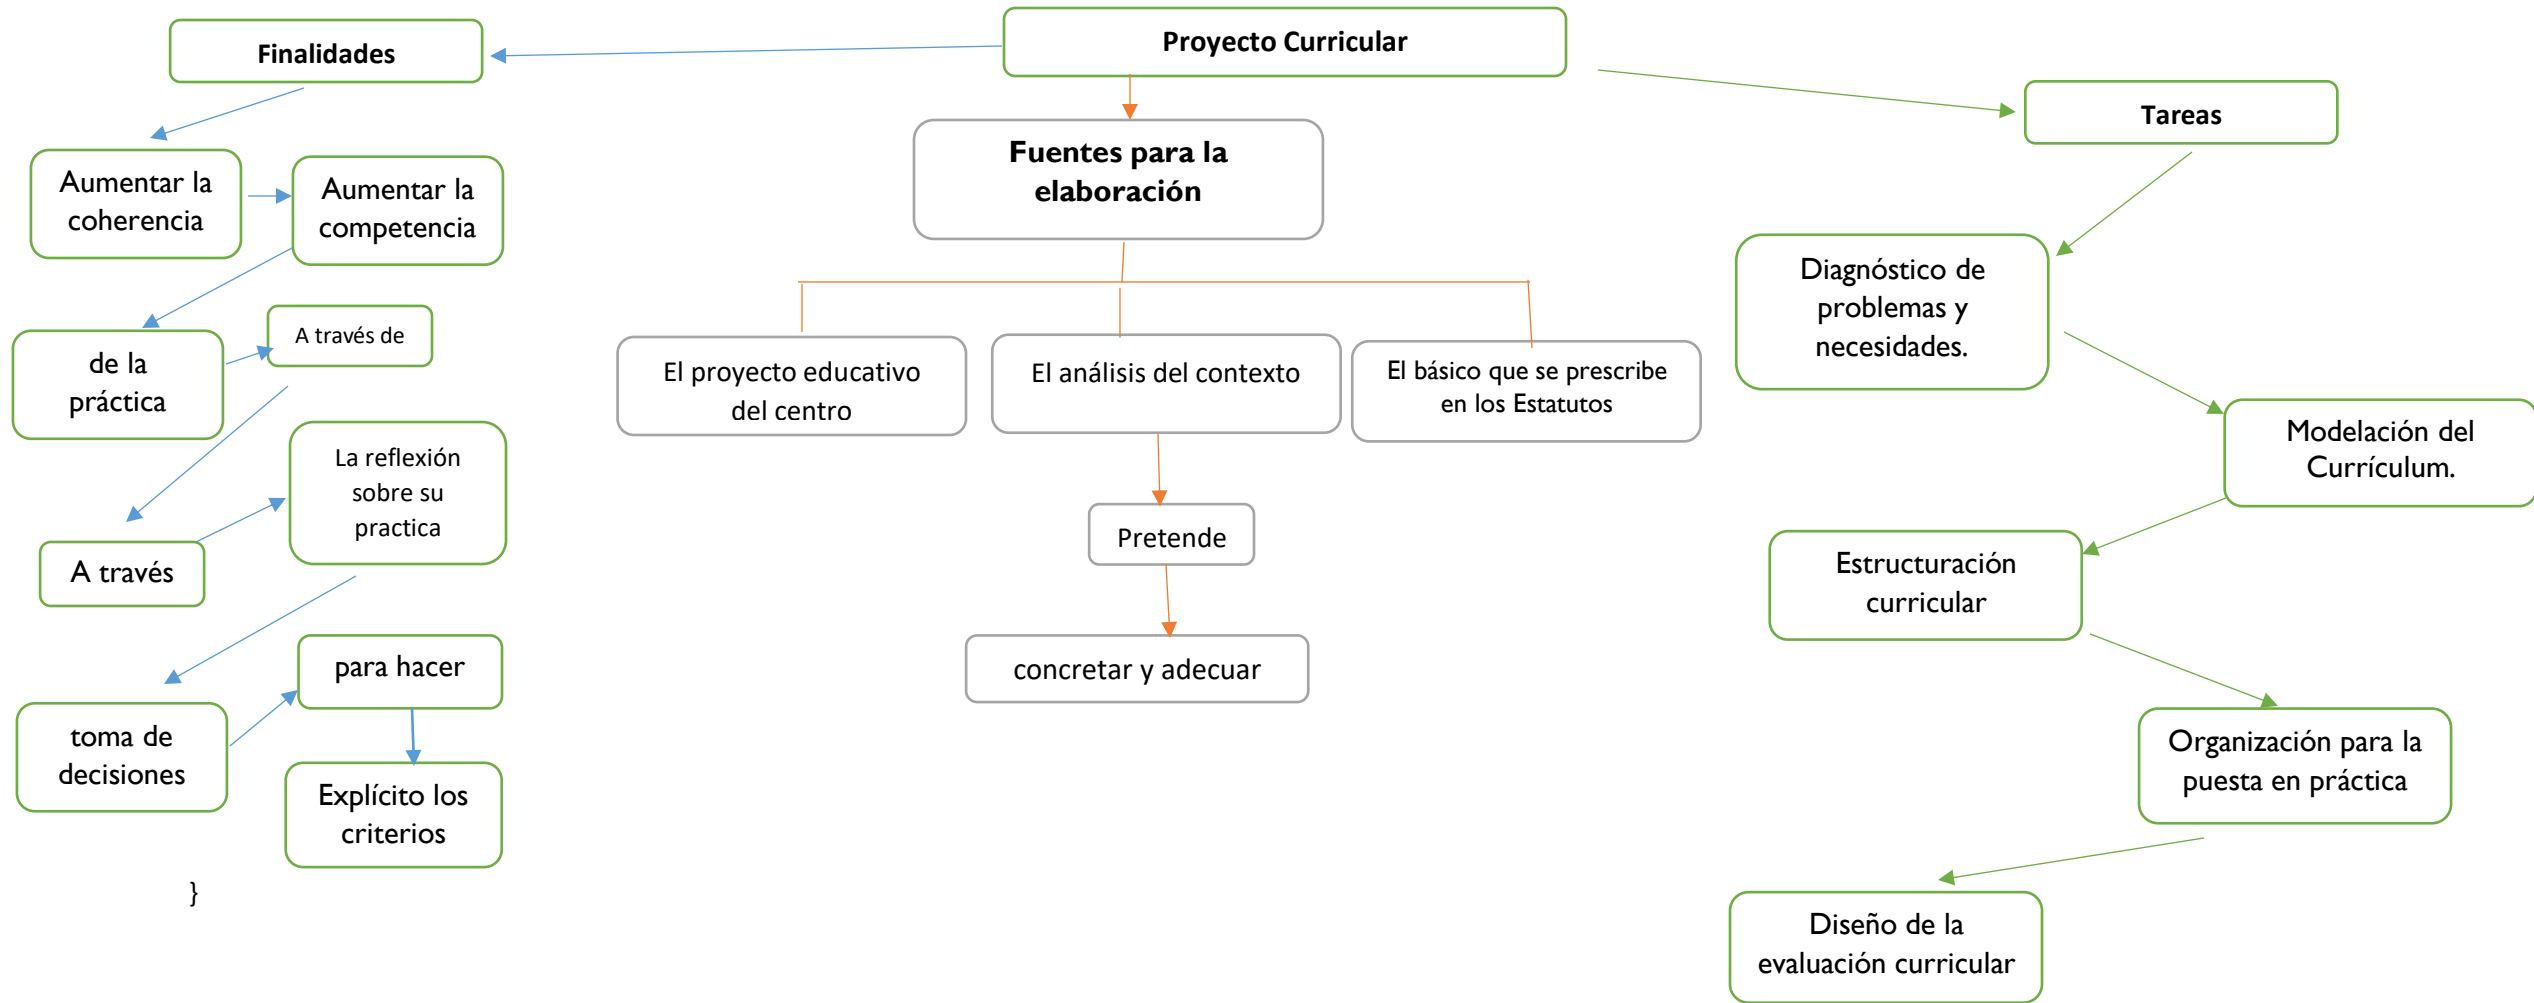 Proyecto Curricular
Finalidades
Aumentar la
coherencia
Aumentar la
competencia
de la
práctica
A través de
A través
La reflexión
sobre su
practica
toma de
decisiones
para hacer
Explícito los
criterios
}
Fuentes para la
elaboración
El proyecto educativo
del centro
El análisis del contexto
El básico que se prescribe
en los Estatutos
Pretende
concretar y adecuar
Tareas
Diagnóstico de
problemas y
necesidades.
Modelación del
Currículum.
Estructuración
curricular
Organización para la
puesta en práctica
Diseño de la
evaluación curricular